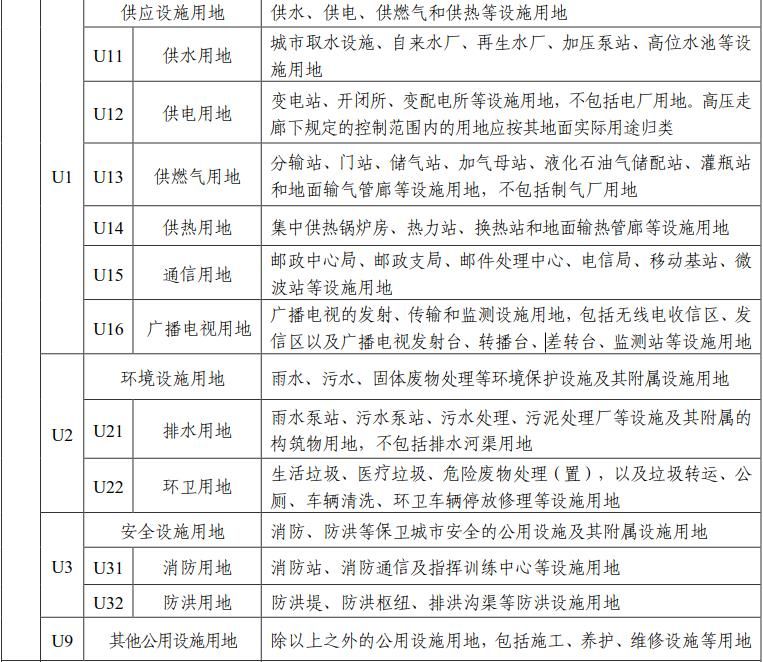 供应设施用地 供水、供电、供燃气和供热等设施用地
U11 供水用地 城市取水设施、自来水厂、再生水厂、加压泵站、高位水池等设
施用地
U12 供电用地 变电站、开闭所、变配电所等设施用地，不包括电厂用地。高压走
廊下规定的控制范围内的用地应按其地面实际用途归类
U1
U13 供燃气用地 分输站、门站、储气站、加气母站、液化石油气储配站、灌瓶站
和地面输气管廊等设施用地，不包括制气厂用地
U14 供热用地 集中供热锅炉房、热力站、换热站和地面输热管廊等设施用地
U15 通信用地 邮政中心局、邮政支局、邮件处理中心、电信局、移动基站、微
波站等设施用地
U16 广播电视用地 广播电视的发射、传输和监测设施用地，包括无线电收信区、发
信区以及广播电视发射台、转播台、差转台、监测站等设施用地
环境设施用地 雨水、污水、固体废物处理等环境保护设施及其附属设施用地
U2
U21 排水用地 雨水泵站、污水泵站、污水处理、污泥处理厂等设施及其附属的
构筑物用地，不包括排水河渠用地
U22 环卫用地 生活垃圾、医疗垃圾、危险废物处理（置），以及垃圾转运、公
厕、车辆清洗、环卫车辆停放修理等设施用地
安全设施用地 消防、防洪等保卫城市安全的公用设施及其附属设施用地
U3
U31 消防用地 消防站、消防通信及指挥训练中心等设施用地
U32 防洪用地 防洪堤、防洪枢纽、排洪沟渠等防洪设施用地
U9 其他公用设施用地 除以上之外的公用设施用地，包括施工、养护、维修设施等用地